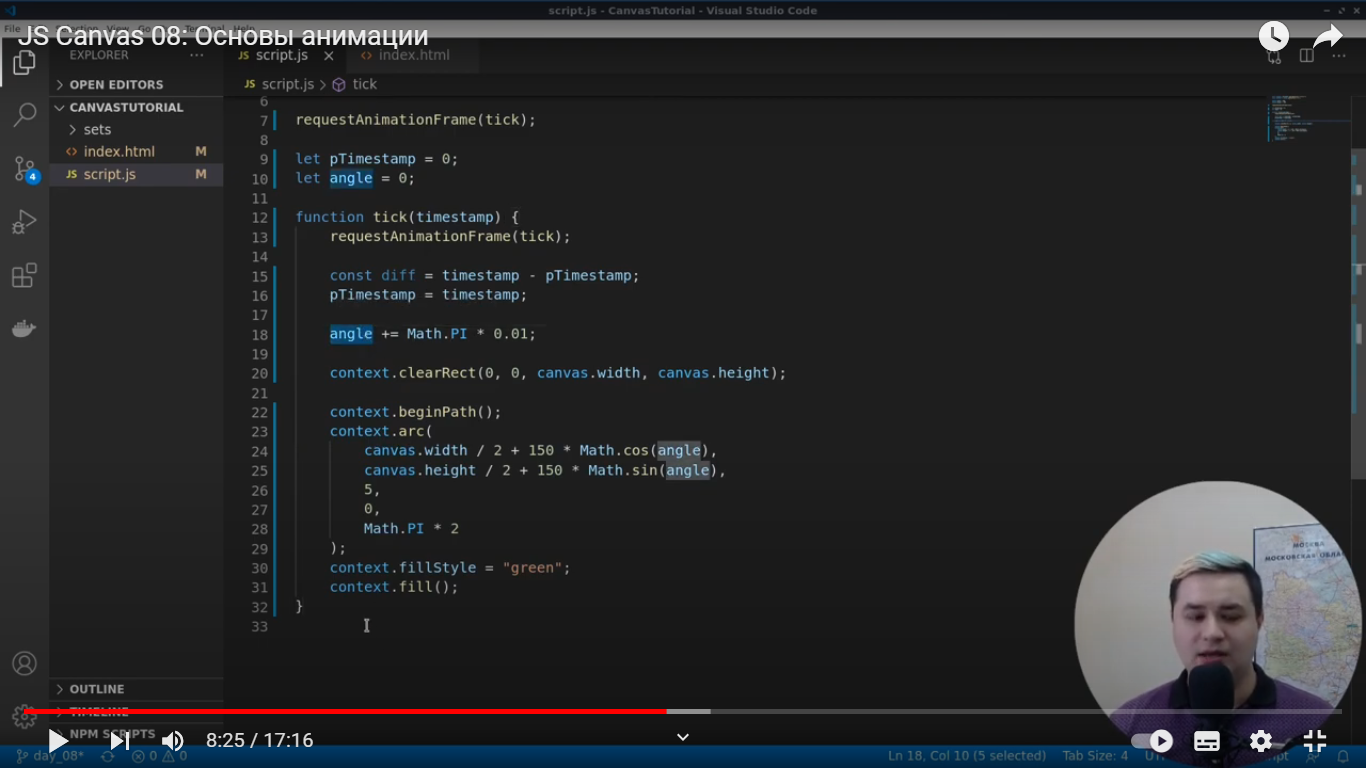 script.js - CanvasTutorial - Visual Studio Code
JS Canvas 08: Основы анимации
EXPLORER
JS script.js
index.html
OPEN EDITORS
JS script.js > tick
CANVASTUTORIAL
sets
index.html M
JS script.js M
4
6
7 requestAnimationFrame(tick);
8
9 let pTimestamp = 0;
10 let angle = 0;
11
12 function tick(timestamp) {
13 requestAnimationFrame(tick);
14
15 const diff = timestamp - pTimestamp;
16 pTimestamp = timestamp;
17
18 angle += Math.PI * 0.01;
19
20 context.clearRect(0, 0, canvas.width, canvas.height);
21
22 context.beginPath();
23 context.arc(
24 canvas.width / 2 + 150 * Math.cos(angle),
25 canvas.height / 2 + 150 * Math.sin(angle),
26 5,
27 0,
28 Math.PI * 2
29 );
30 context.fillStyle = "green";
31 context.fill();
32 }
33
МОСКВА
МОСКОВСКАЯ
OUTLINE
TIMELINE
NPM SCRIPTS
8:25 / 17:16
day_08* 0 0
Ln 18, Col 10 (5 selected) Tab Size: 4